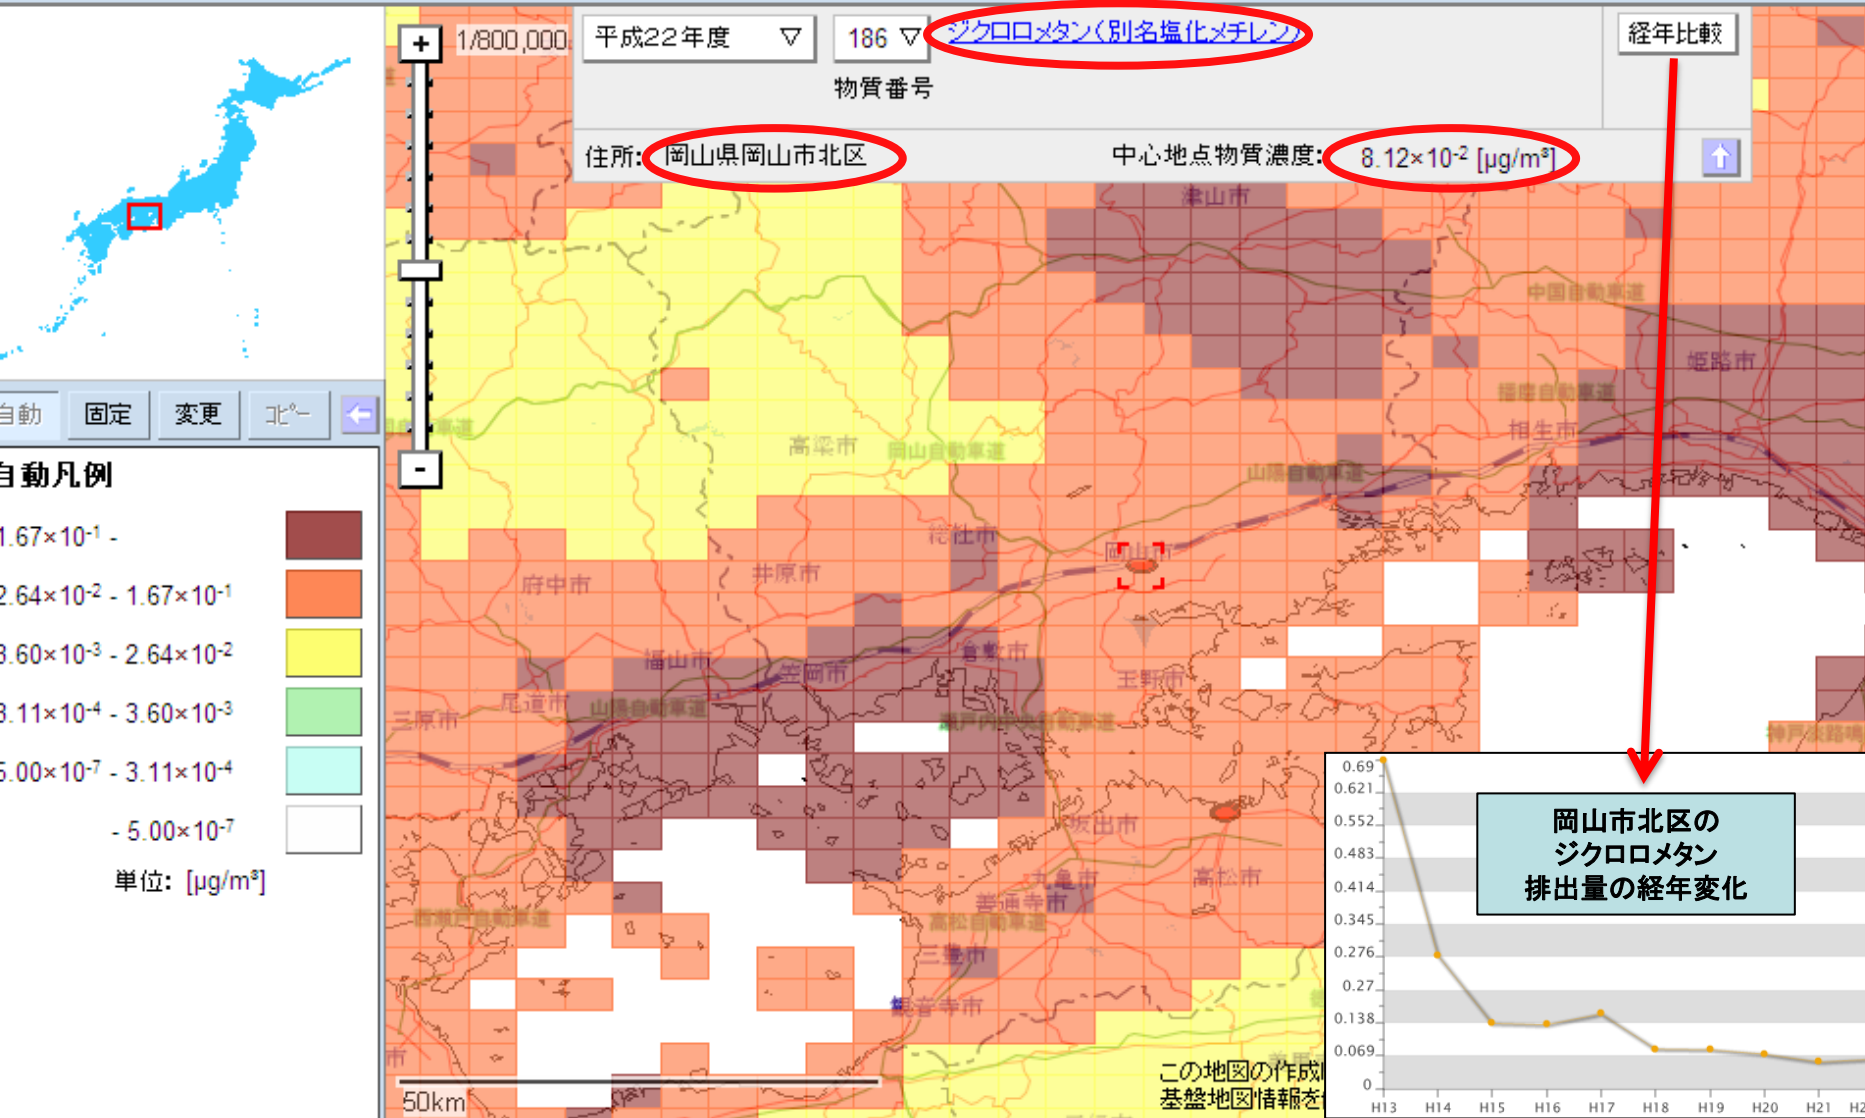 +
1/800,000
平成22年度 ▽
186 ▽
ジクロロメタン(別名塩化メチレン)
経年比較
物質番号
住所:
岡山県岡山市北区
中心地点物質濃度:
8.12×10⁻² [μg/m³]
自動
固定
変更
コピー
-
自動凡例
1.67×10⁻¹ -
2.64×10⁻² - 1.67×10⁻¹
3.60×10⁻³ - 2.64×10⁻²
3.11×10⁻⁴ - 3.60×10⁻³
5.00×10⁻⁷ - 3.11×10⁻⁴
- 5.00×10⁻⁷
単位: [μg/m³]
津山市
中国自動車道
姫路市
播磨自動車道
相生市
高梁市
岡山自動車道
山陽自動車道
総社市
岡山市
府中市
井原市
福山市
笠岡市
倉敷市
玉野市
尾道市
山陽自動車道
三原市
瀬戸中央自動車道
神戸淡路鳴
坂出市
丸亀市
高松市
善通寺市
西瀬戸自動車道
高松自動車道
三豊市
観音寺市
市
50km
この地図の作成
基盤地図情報を
岡山市北区の
ジクロロメタン
排出量の経年変化
0.69
0.621
0.552
0.483
0.414
0.345
0.276
0.27
0.138
0.069
0
H13 H14 H15 H16 H17 H18 H19 H20 H21